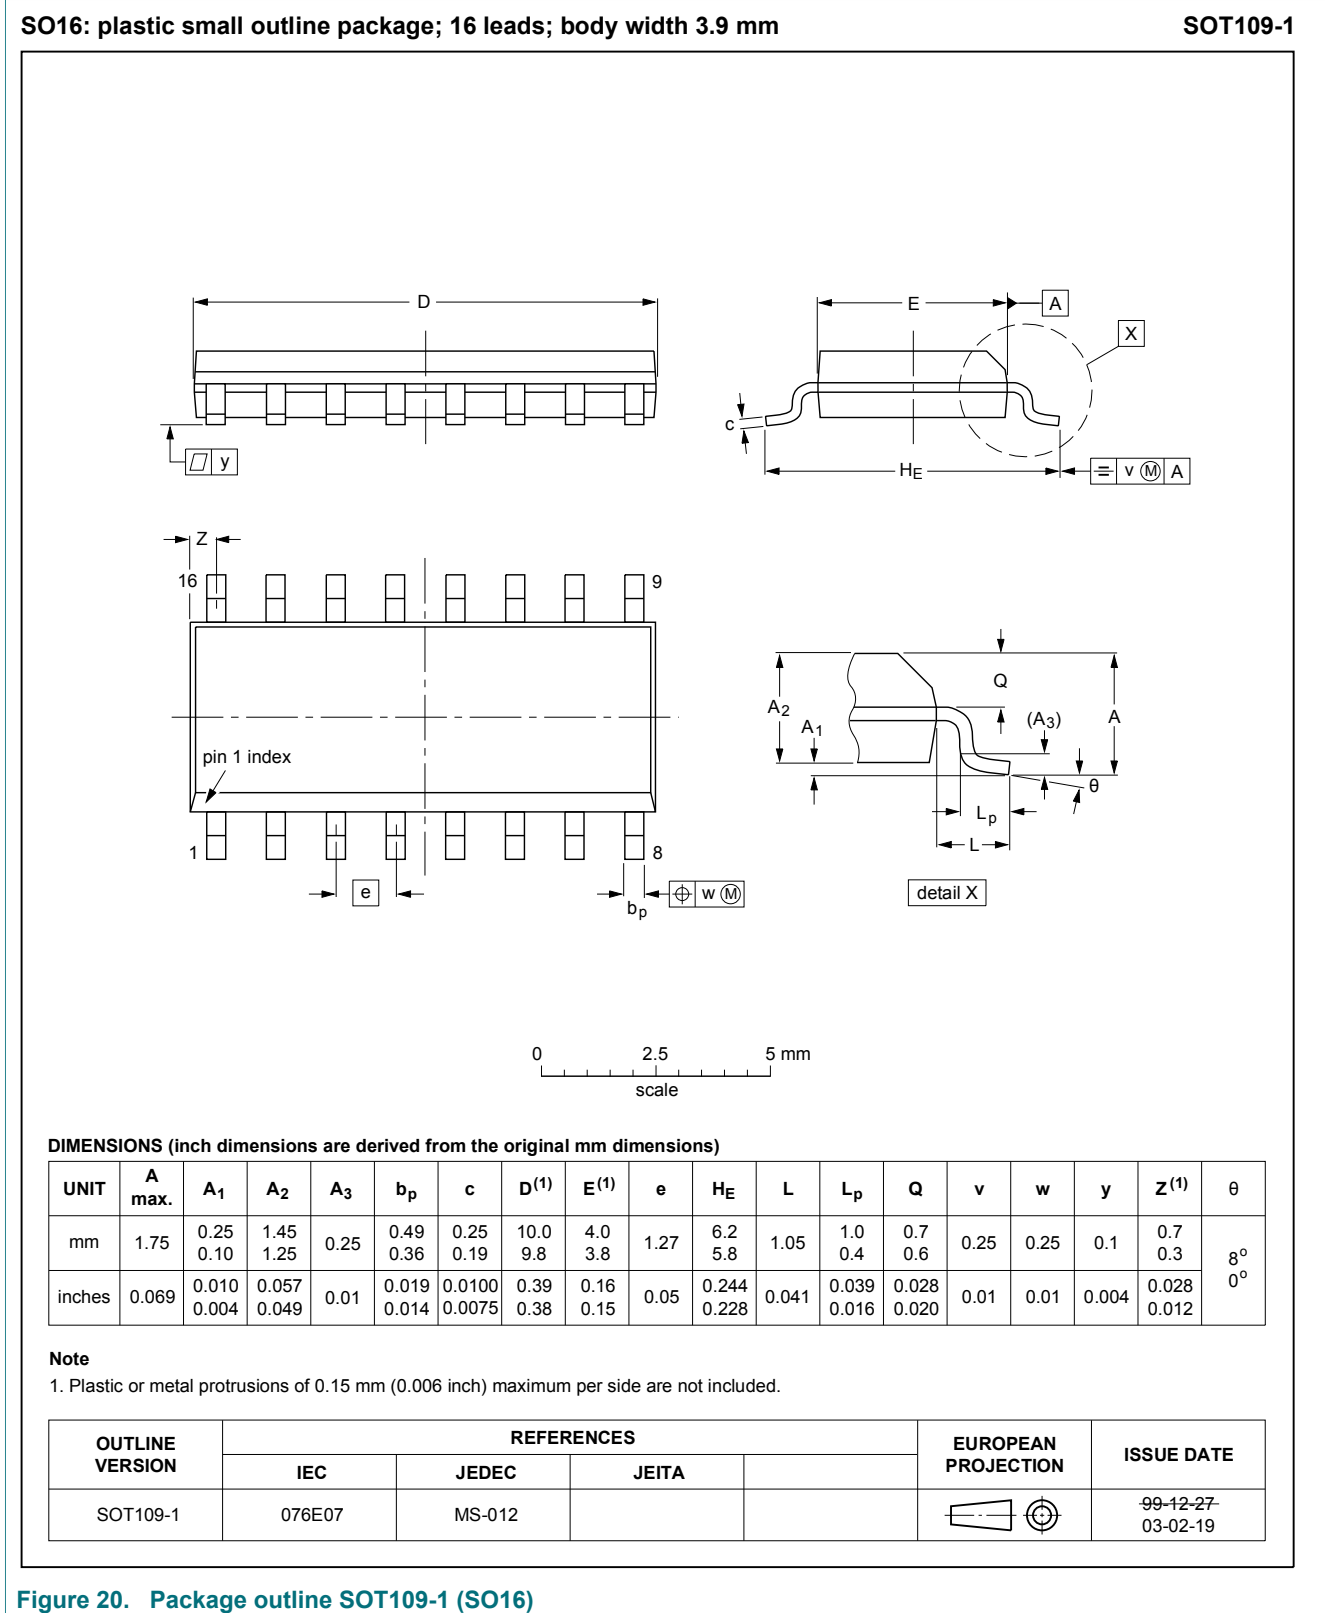 SO16: plastic small outline package; 16 leads; body width 3.9 mm SOT109-1
D
y
E A
X
c
HE
v M A
Z
16 9
pin 1 index
1 8
e
bp
w M
A2
A1
Q
(A3)
A
θ
Lp
L
detail X
0 2.5 5 mm
scale
DIMENSIONS (inch dimensions are derived from the original mm dimensions)
UNIT A max. A1 A2 A3 bp c D(1) E(1) e HE L Lp Q v w y Z(1) θ
mm 1.75 0.25 0.10 1.45 1.25 0.25 0.49 0.36 0.25 0.19 10.0 9.8 4.0 3.8 1.27 6.2 5.8 1.05 1.0 0.4 0.7 0.6 0.25 0.25 0.1 0.7 0.3 8o 0o
inches 0.069 0.010 0.004 0.057 0.049 0.01 0.019 0.014 0.0100 0.0075 0.39 0.38 0.16 0.15 0.05 0.244 0.228 0.041 0.039 0.016 0.028 0.020 0.01 0.01 0.004 0.028 0.012
Note
1. Plastic or metal protrusions of 0.15 mm (0.006 inch) maximum per side are not included.
OUTLINE VERSION REFERENCES EUROPEAN PROJECTION ISSUE DATE
IEC JEDEC JEITA
SOT109-1 076E07 MS-012 99-12-27 03-02-19
Figure 20. Package outline SOT109-1 (SO16)